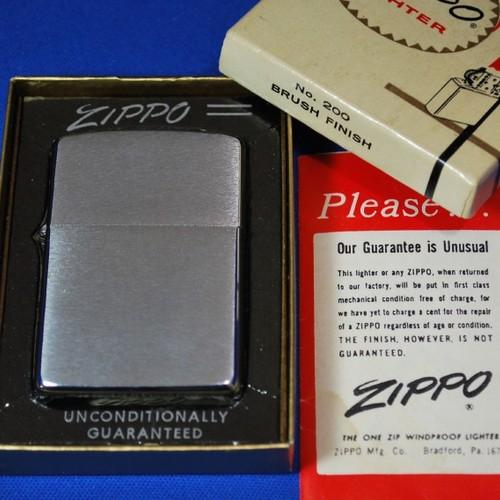 ZIPPO
LIGHTER
No. 200
BRUSH FINISH
ZIPPO
UNCONDITIONALLY
GUARANTEED
Please...
Our Guarantee is Unusual
This lighter or any ZIPPO, when returned
to our factory, will be put in first class
mechanical condition free of charge, for
we have yet to charge a cent for the repair
of a ZIPPO regardless of age or condition.
THE FINISH, HOWEVER, IS NOT
GUARANTEED.
ZIPPO®
THE ONE ZIP WINDPROOF LIGHTER
ZIPPO Mfg. Co. Bradford, Pa.